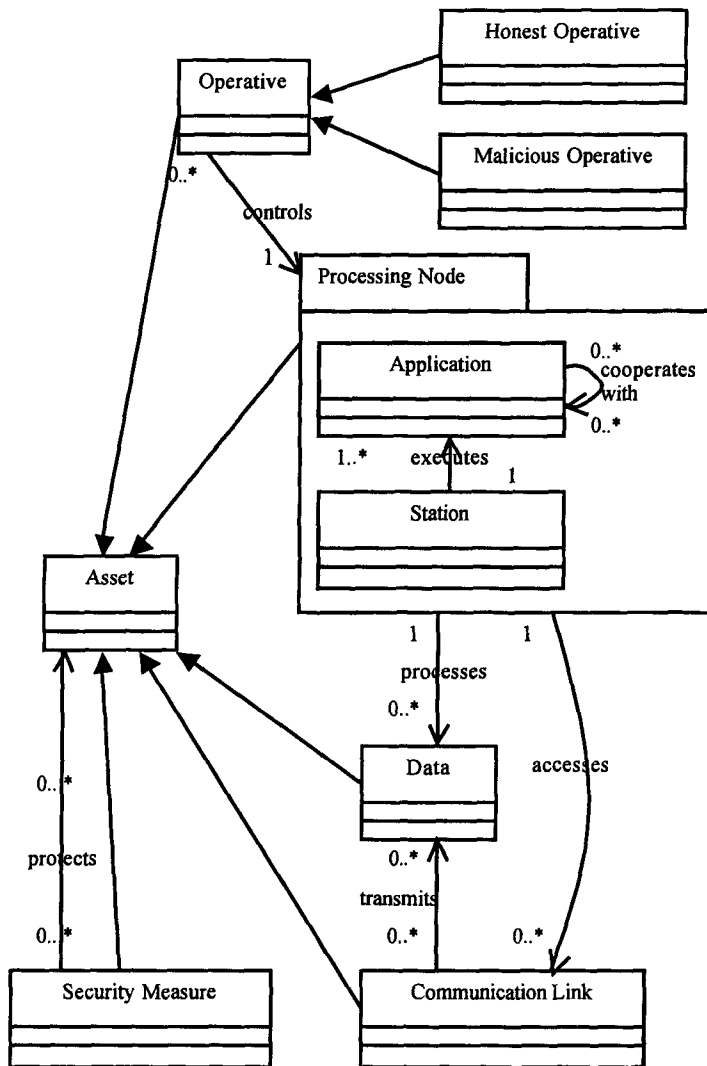 Honest Operative
Operative
Malicious Operative
0..*
controls
1
Processing Node
Application
0..*
cooperates
with
0..*
1..*
executes
1
Station
Asset
1
1
processes
0..*
Data
accesses
0..*
0..*
protects
transmits
0..*
0..*
0..*
Security Measure
Communication Link